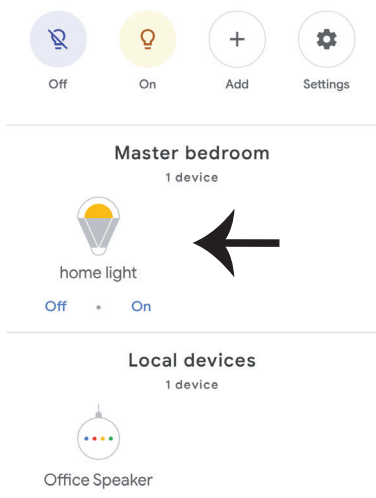 Off On Add Settings
Master bedroom
1 device
home light
Off • On
Local devices
1 device
Office Speaker